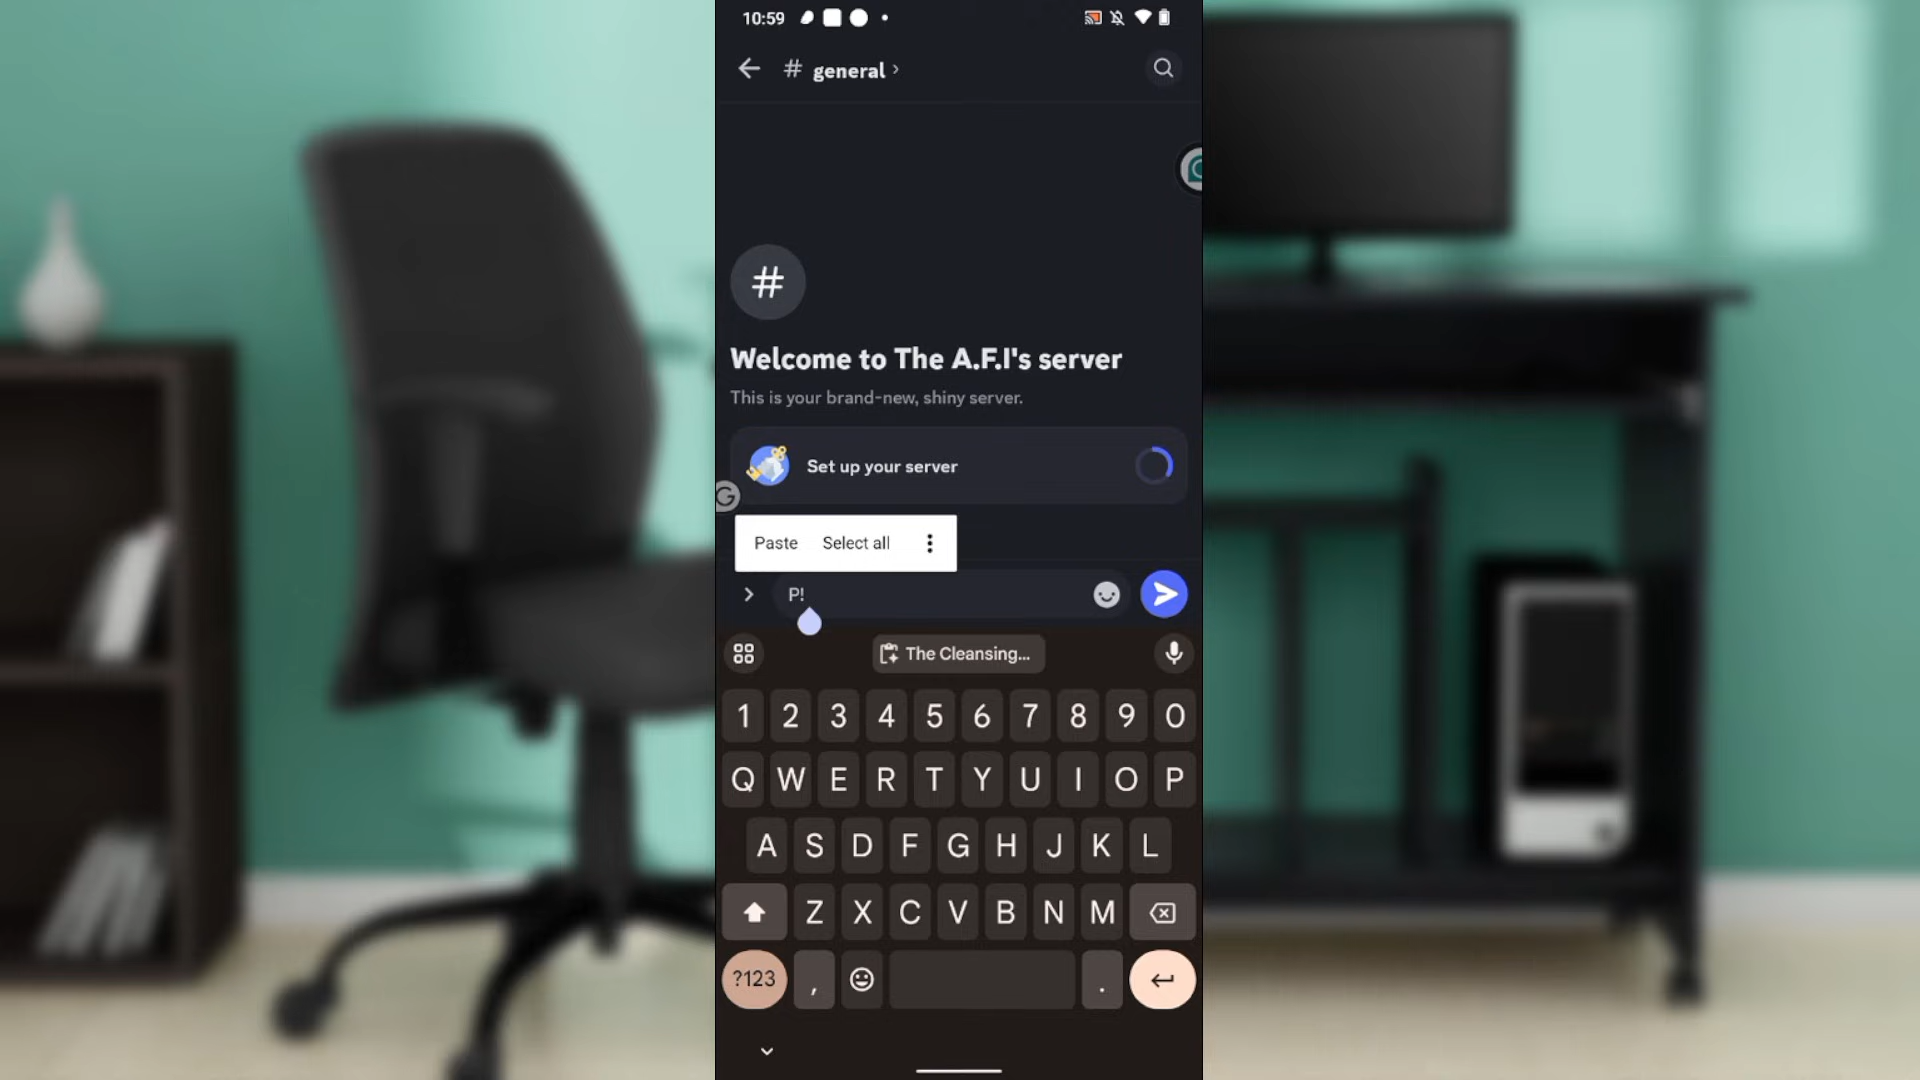 10:59
# general ›
#
Welcome to The A.F.I's server
This is your brand-new, shiny server.
Set up your server
G
Paste Select all
P!
The Cleansing...
1 2 3 4 5 6 7 8 9 0
Q W E R T Y U I O P
A S D F G H J K L
Z X C V B N M
?123 , .